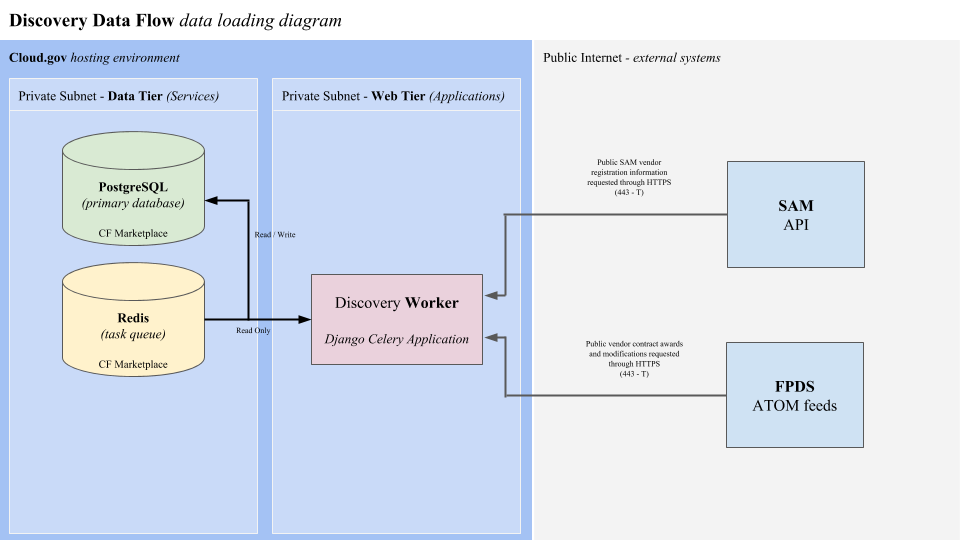 Discovery Data Flow data loading diagram
Cloud.gov hosting environment
Public Internet - external systems
Private Subnet - Data Tier (Services)
Private Subnet - Web Tier (Applications)
PostgreSQL
(primary database)
CF Marketplace
Read / Write
Redis
(task queue)
CF Marketplace
Read Only
Discovery Worker
Django Celery Application
Public SAM vendor
registration information
requested through HTTPS
(443 - T)
SAM
API
Public vendor contract awards
and modifications requested
through HTTPS
(443 - T)
FPDS
ATOM feeds